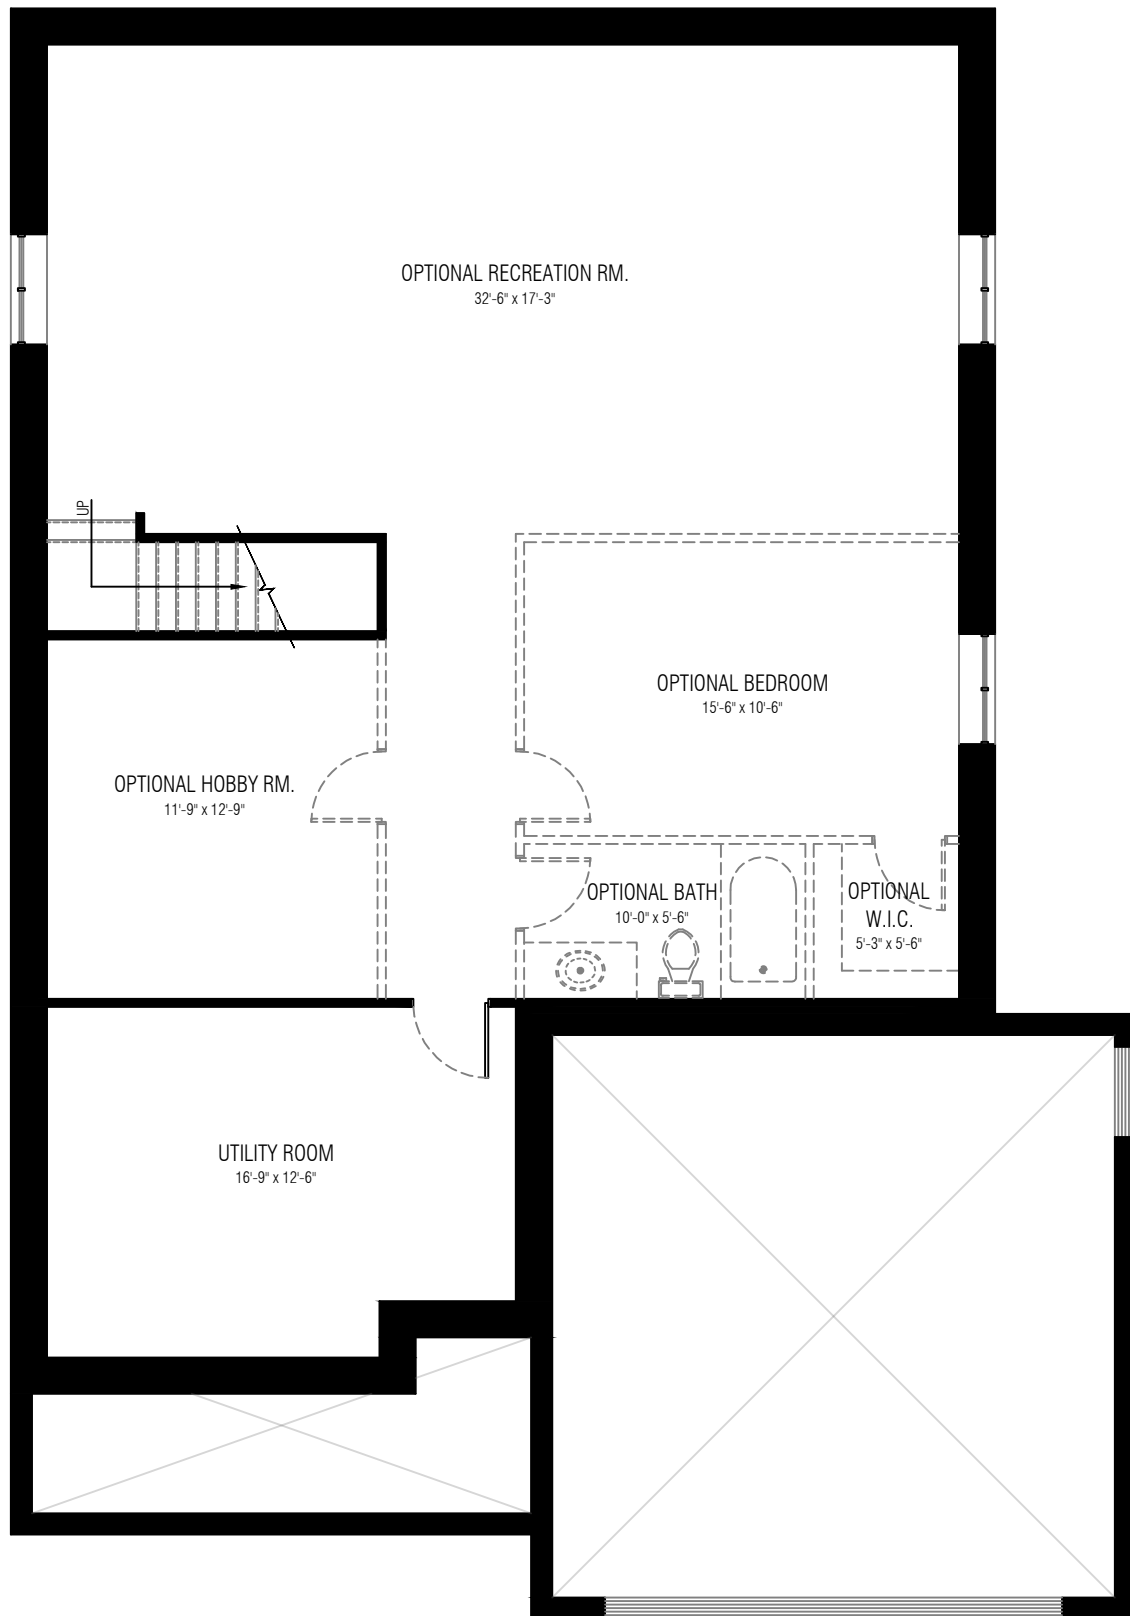 OPTIONAL RECREATION RM.
32'-6" x 17'-3"
UP
OPTIONAL BEDROOM
15'-6" x 10'-6"
OPTIONAL HOBBY RM.
11'-9" x 12'-9"
OPTIONAL BATH
10'-0" x 5'-6"
OPTIONAL
W.I.C.
5'-3" x 5'-6"
UTILITY ROOM
16'-9" x 12'-6"